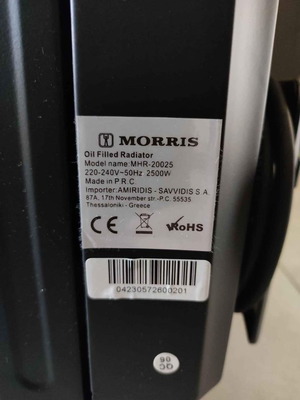 MORRIS
Oil Filled Radiator
Model name: MHR-20025
220-240V~50Hz 2500W
Made in P.R.C.
Importer: AMIRIDIS - SAVVIDIS S.A.
87A, 17th November str.-P.C. 55535
Thessaloniki - Greece
CE RoHS
04230572600201
QC